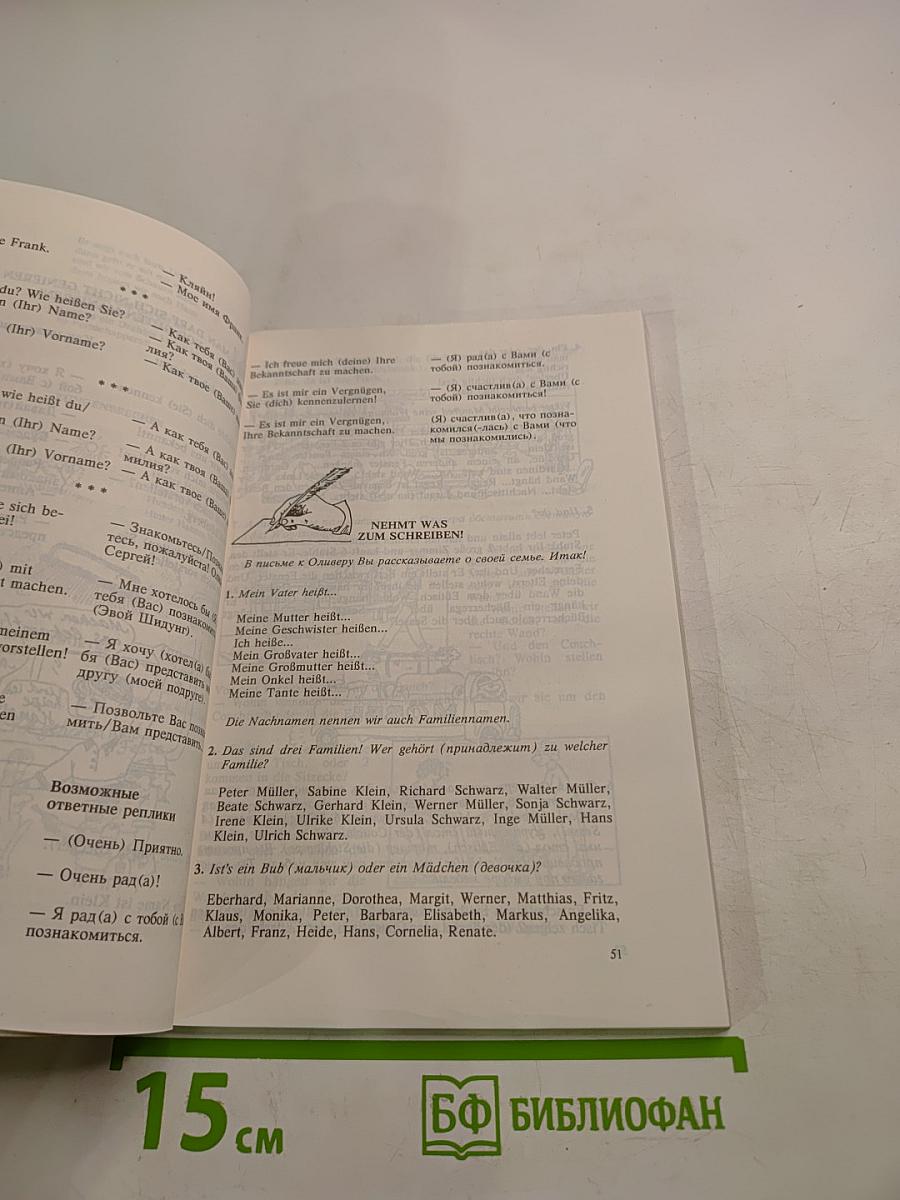 e Frank.
— Кляйн!
— Мое имя Франк
* * *
du? Wie heißen Sie?
n (Ihr) Name?
(Ihr) Vorname?
— Как тебя (Вас)
— Как твоя (Ваша)
лия?
— Как твое (Ваше)
* * *
wie heißt du/
n (Ihr) Name?
(Ihr) Vorname?
— А как тебя (Вас)
— А как твоя (Ваша)
милия?
— А как твое (Ваше)
* * *
e sich be-
ei!
— Знакомьтесь/
тесь, пожалуйста!
Сергей!
) mit
t machen.
— Мне хотелось бы
тебя (Вас)
(Эвой Шидунг).
meinem
vorstellen!
— Я хочу (хотел(а) бы
бя (Вас) представить
другу (моей подруге).
e
en
— Позвольте Вас
мить/Вам представить
Возможные
ответные реплики
— (Очень) Приятно.
— Очень рад(а)!
— Я рад(а) с тобой (с
познакомиться.
— Ich freue mich (deine) Ihre
Bekanntschaft zu machen.
— (Я) рад(а) с Вами (с
тобой) познакомиться.
— Es ist mir ein Vergnügen,
Sie (dich) kennenzulernen!
— (Я) счастлив(а) с Вами (с
тобой) познакомиться!
— Es ist mir ein Vergnügen,
Ihre Bekanntschaft zu machen.
(Я) счастлив(а), что позна-
комился(-лась) с Вами (что
мы познакомились).
NEHMT WAS
ZUM SCHREIBEN!
В письме к Оливеру Вы рассказываете о своей семье. Итак!
1. Mein Vater heißt...
Meine Mutter heißt...
Meine Geschwister heißen...
Ich heiße...
Mein Großvater heißt...
Meine Großmutter heißt...
Mein Onkel heißt...
Meine Tante heißt...
Die Nachnamen nennen wir auch Familiennamen.
2. Das sind drei Familien! Wer gehört (принадлежит) zu welcher
Familie?
Peter Müller, Sabine Klein, Richard Schwarz, Walter Müller,
Beate Schwarz, Gerhard Klein, Werner Müller, Sonja Schwarz,
Irene Klein, Ulrike Klein, Ursula Schwarz, Inge Müller, Hans
Klein, Ulrich Schwarz.
3. Ist's ein Bub (мальчик) oder ein Mädchen (девочка)?
Eberhard, Marianne, Dorothea, Margit, Werner, Matthias, Fritz,
Klaus, Monika, Peter, Barbara, Elisabeth, Markus, Angelika,
Albert, Franz, Heide, Hans, Cornelia, Renate.
51
15 см
БФ БИБЛИОФАН